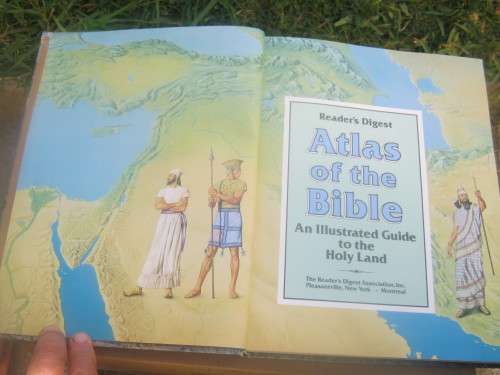 Reader's Digest
Atlas
of the
Bible
An Illustrated Guide
to the
Holy Land
The Reader's Digest Association, Inc.
Pleasantville, New York - Montreal